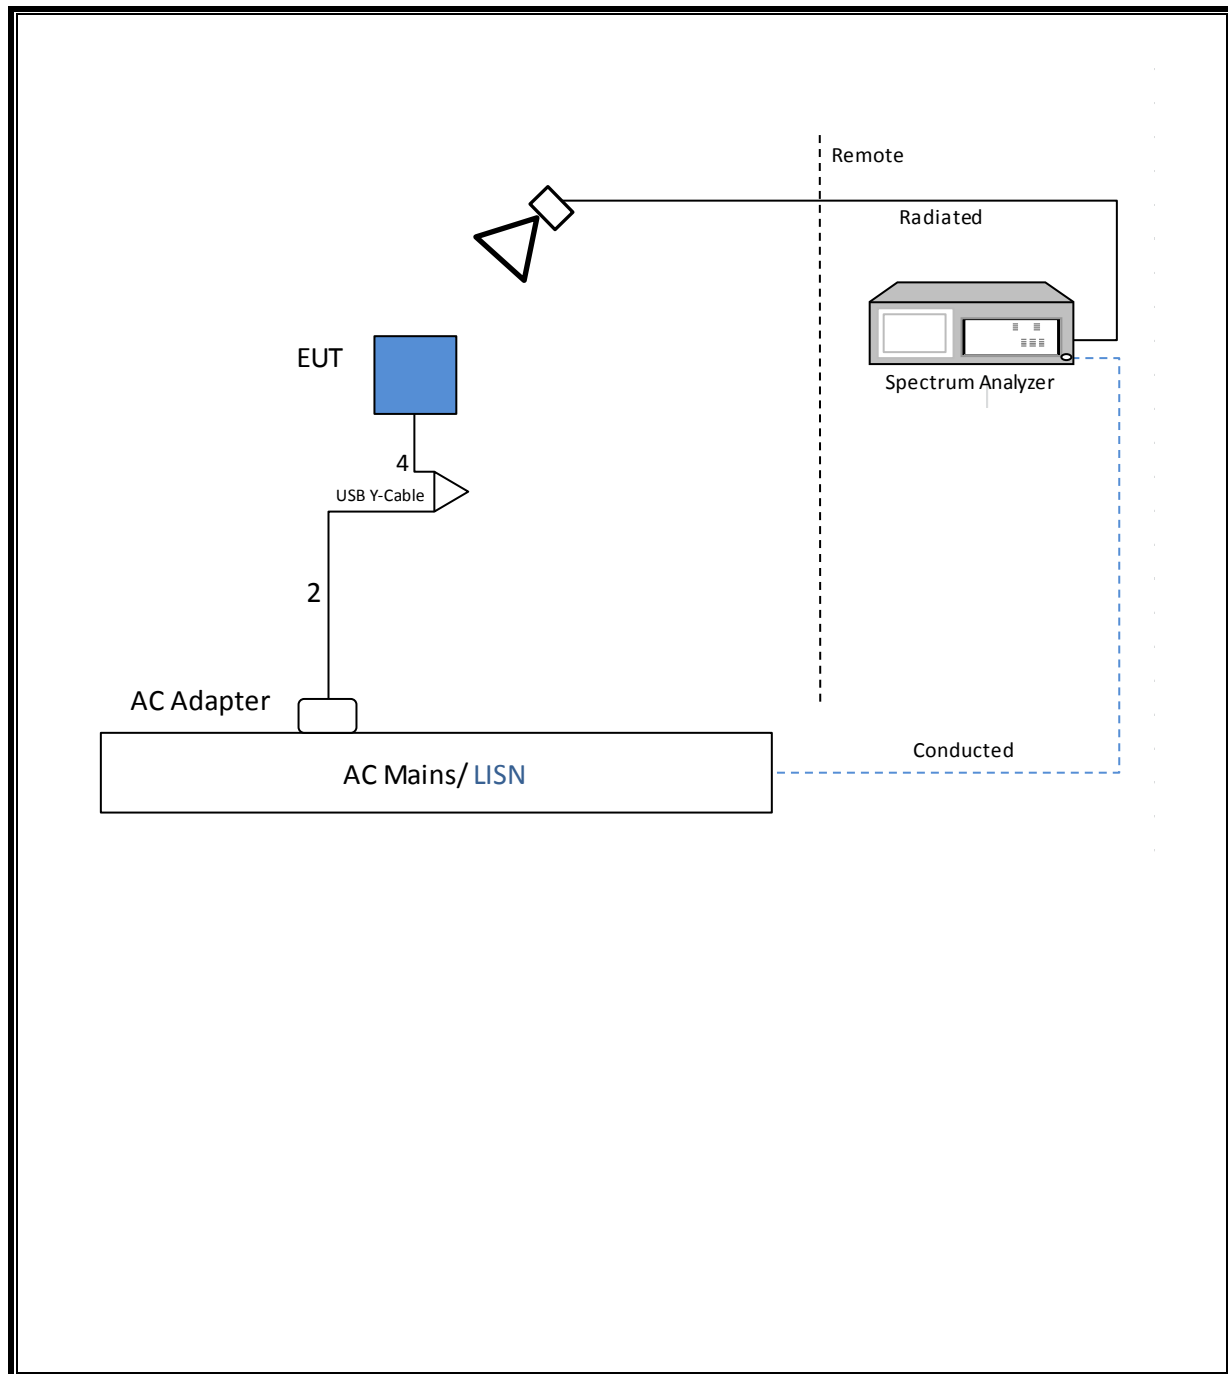 Remote
Radiated
EUT
Spectrum Analyzer
4
USB Y-Cable
2
AC Adapter
Conducted
AC Mains/ LISN